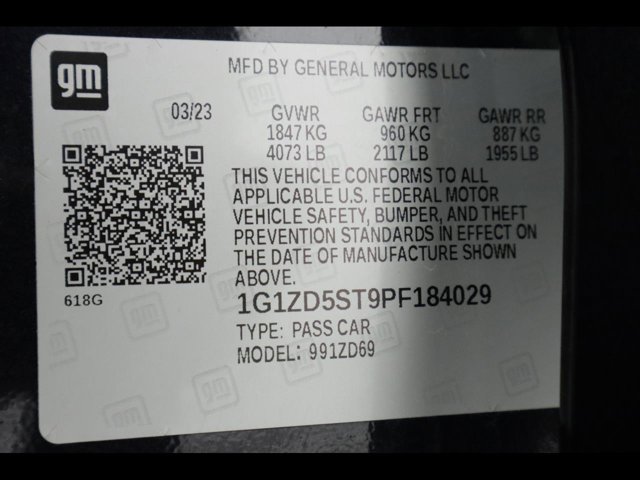 gm
MFD BY GENERAL MOTORS LLC
03/23 GVWR GAWR FRT GAWR RR
1847 KG 960 KG 887 KG
4073 LB 2117 LB 1955 LB
THIS VEHICLE CONFORMS TO ALL
APPLICABLE U.S. FEDERAL MOTOR
VEHICLE SAFETY, BUMPER, AND THEFT
PREVENTION STANDARDS IN EFFECT ON
THE DATE OF MANUFACTURE SHOWN
ABOVE.
618G
1G1ZD5ST9PF184029
TYPE: PASS CAR
MODEL: 991ZD69